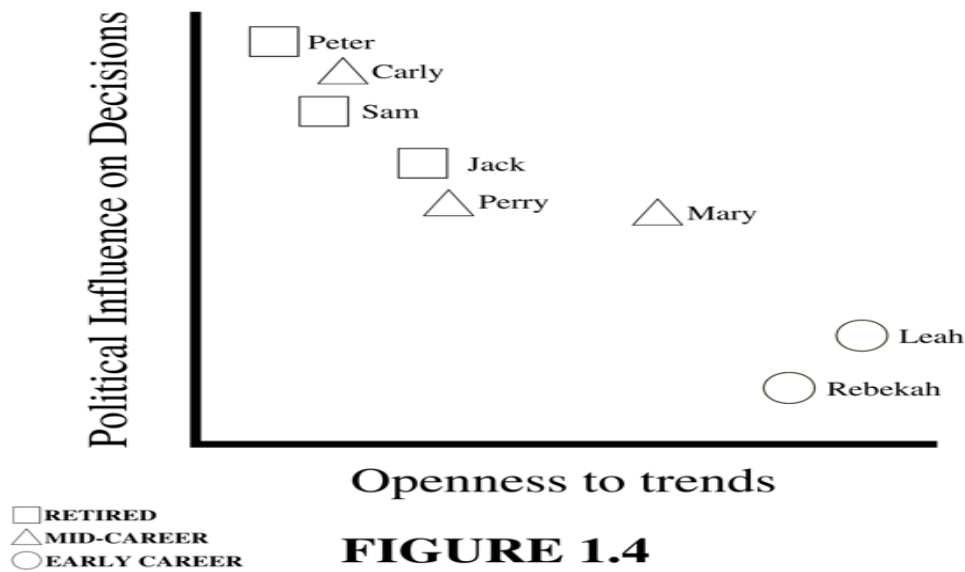 Political Influence on Decisions
Peter
Carly
Sam
Jack
Perry
Mary
Leah
Rebekah
Openness to trends
RETIRED
MID-CAREER
EARLY CAREER
FIGURE 1.4